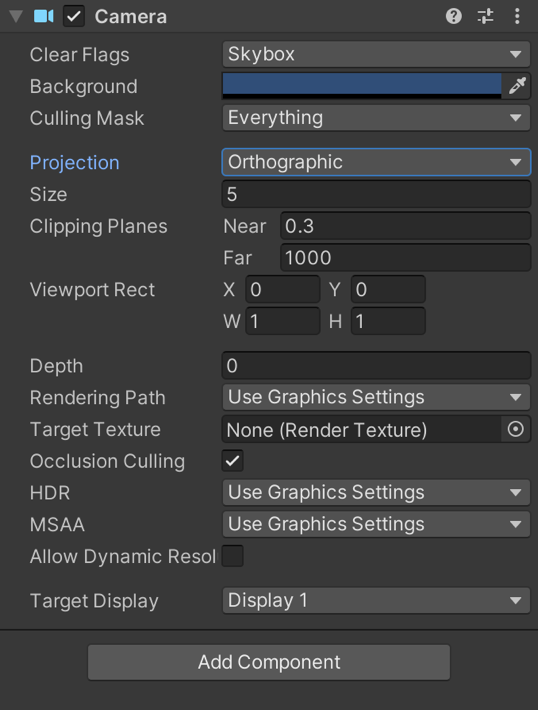 Camera
Clear Flags Skybox
Background
Culling Mask Everything
Projection Orthographic
Size 5
Clipping Planes Near 0.3
Far 1000
Viewport Rect X 0 Y 0
W 1 H 1
Depth 0
Rendering Path Use Graphics Settings
Target Texture None (Render Texture)
Occlusion Culling
HDR Use Graphics Settings
MSAA Use Graphics Settings
Allow Dynamic Resol
Target Display Display 1
Add Component